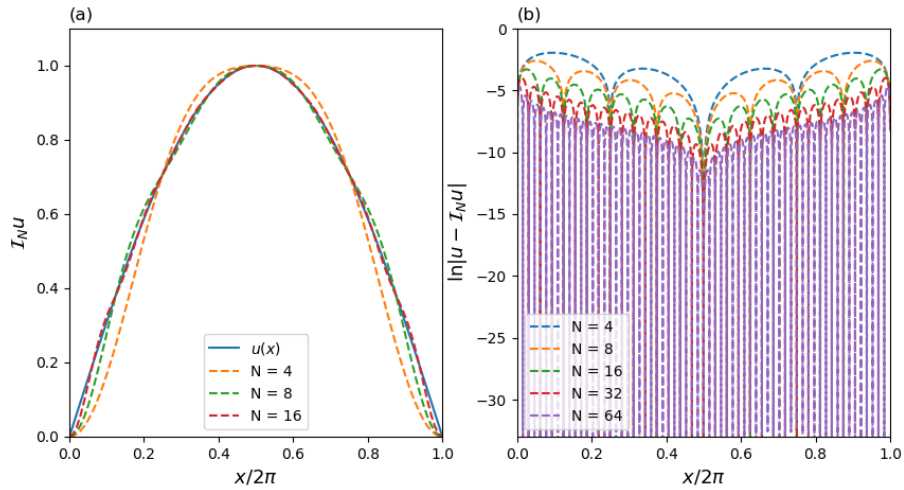 (a)
1.0
0.8
0.6
0.4
0.2
0.0
0.0 0.2 0.4 0.6 0.8 1.0
x/2π
𝓘_N u
u(x)
N = 4
N = 8
N = 16
(b)
0
−5
−10
−15
−20
−25
−30
0.0 0.2 0.4 0.6 0.8 1.0
x/2π
ln|u − 𝓘_N u|
N = 4
N = 8
N = 16
N = 32
N = 64